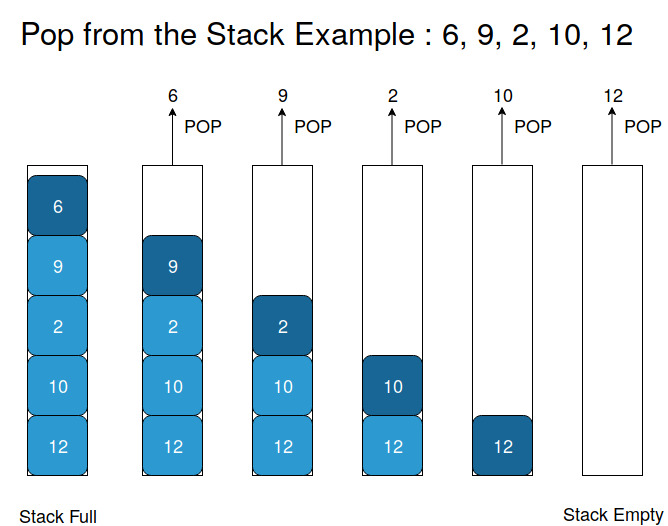 Pop from the Stack Example : 6, 9, 2, 10, 12
6 9 2 10 12
POP POP POP POP POP
6
9 9
2 2 2
10 10 10 10
12 12 12 12 12
Stack Full Stack Empty